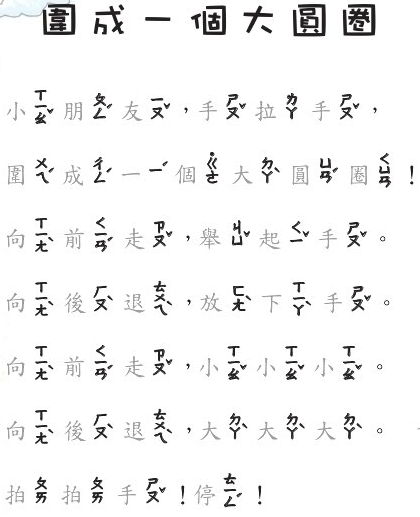 圍成一個大圓圈
小ㄒㄧㄠˇ朋ㄆㄥˊ友ㄧㄡˇ，手ㄕㄡˇ拉ㄌㄚ手ㄕㄡˇ，
圍ㄨㄟˊ成ㄔㄥˊ一ㄧˊ個˙ㄍㄜ大ㄉㄚˋ圓ㄩㄢˊ圈ㄑㄩㄢ！
向ㄒㄧㄤˋ前ㄑㄧㄢˊ走ㄗㄡˇ，舉ㄐㄩˇ起ㄑㄧˇ手ㄕㄡˇ。
向ㄒㄧㄤˋ後ㄏㄡˋ退ㄊㄨㄟˋ，放ㄈㄤˋ下ㄒㄧㄚˋ手ㄕㄡˇ。
向ㄒㄧㄤˋ前ㄑㄧㄢˊ走ㄗㄡˇ，小ㄒㄧㄠˇ小ㄒㄧㄠˇ小ㄒㄧㄠˇ。
向ㄒㄧㄤˋ後ㄏㄡˋ退ㄊㄨㄟˋ，大ㄉㄚˋ大ㄉㄚˋ大ㄉㄚˋ。
拍ㄆㄞ拍ㄆㄞ手ㄕㄡˇ！停ㄊㄧㄥˊ！